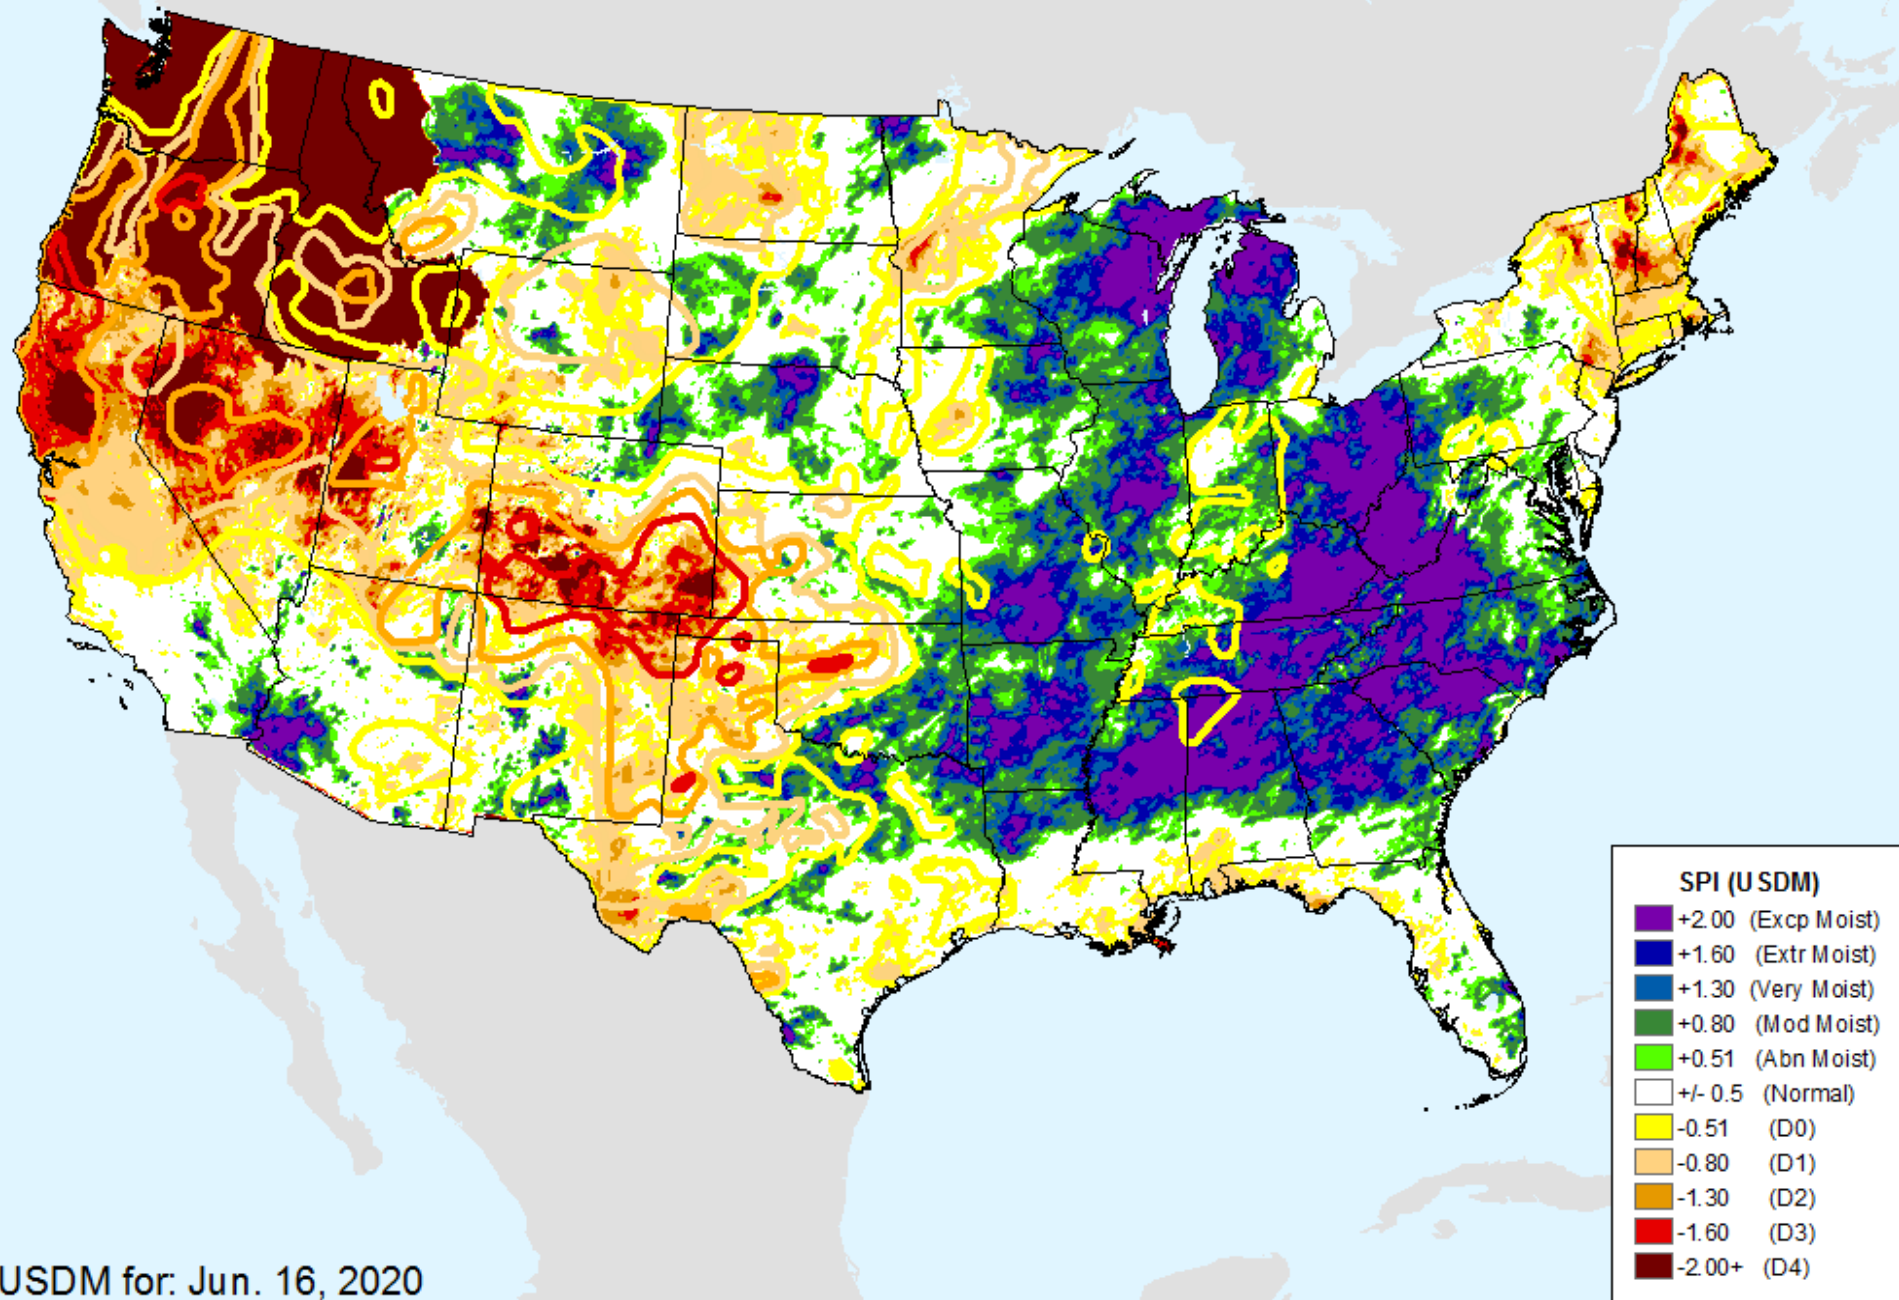 SPI (USDM)
+2.00 (Excp Moist)
+1.60 (Extr Moist)
+1.30 (Very Moist)
+0.80 (Mod Moist)
+0.51 (Abn Moist)
+/- 0.5 (Normal)
-0.51 (D0)
-0.80 (D1)
-1.30 (D2)
-1.60 (D3)
-2.00+ (D4)
USDM for: Jun. 16, 2020